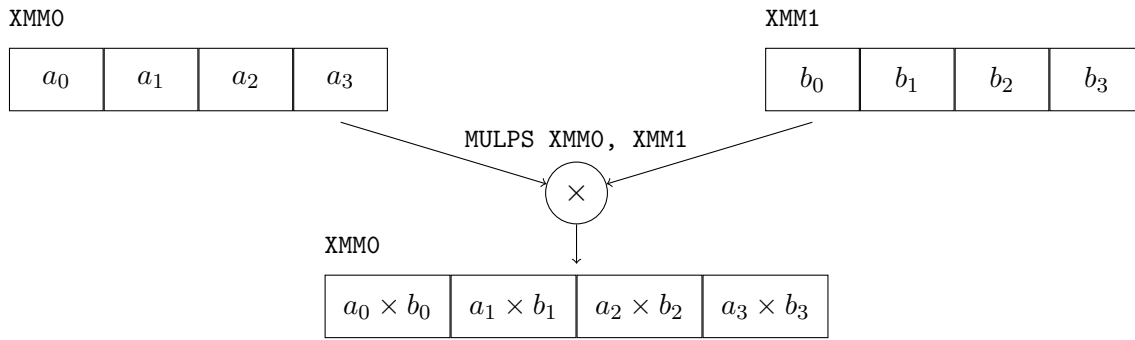 XMM0 XMM1
a₀ a₁ a₂ a₃ b₀ b₁ b₂ b₃
MULPS XMM0, XMM1
×
XMM0
a₀ × b₀ a₁ × b₁ a₂ × b₂ a₃ × b₃